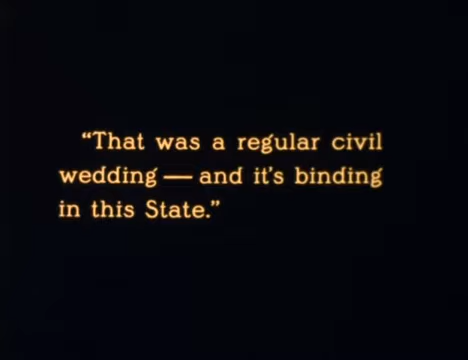 “That was a regular civil
wedding — and it's binding
in this State.”